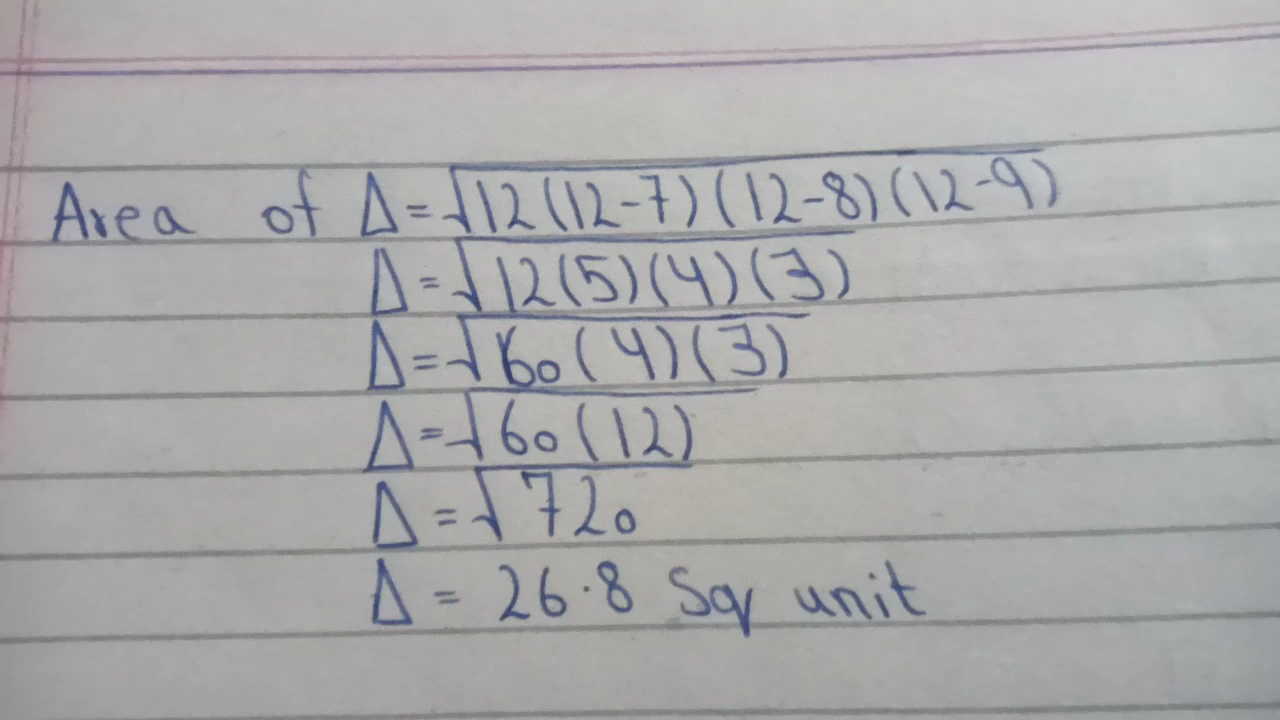 Area of Δ = √12(12-7)(12-8)(12-9)
Δ = √12(5)(4)(3)
Δ = √60(4)(3)
Δ = √60(12)
Δ = √720
Δ = 26.8 Sq unit